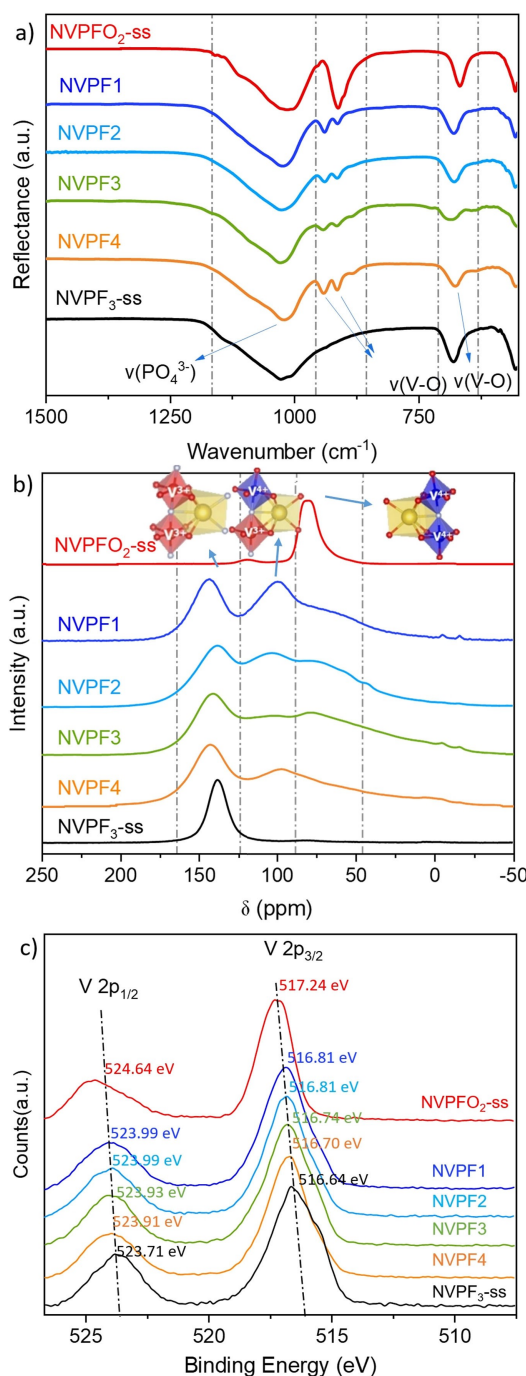 a)
NVPFO₂-ss
NVPF1
NVPF2
NVPF3
NVPF4
NVPF₃-ss
ν(PO₄³⁻)
ν(V-O)
ν(V-O)
Reflectance (a.u.)
1500
1250
1000
750
Wavenumber (cm⁻¹)
b)
V³⁺
V³⁺
V⁴⁺
V³⁺
V⁴⁺
V⁴⁺
NVPFO₂-ss
NVPF1
NVPF2
NVPF3
NVPF4
NVPF₃-ss
Intensity (a.u.)
250
200
150
100
50
0
-50
δ (ppm)
c)
V 2p₃/₂
V 2p₁/₂
517.24 eV
524.64 eV
NVPFO₂-ss
516.81 eV
516.81 eV
516.74 eV
516.70 eV
516.64 eV
523.99 eV
523.99 eV
523.93 eV
523.91 eV
523.71 eV
NVPF1
NVPF2
NVPF3
NVPF4
NVPF₃-ss
Counts(a.u.)
525
520
515
510
Binding Energy (eV)